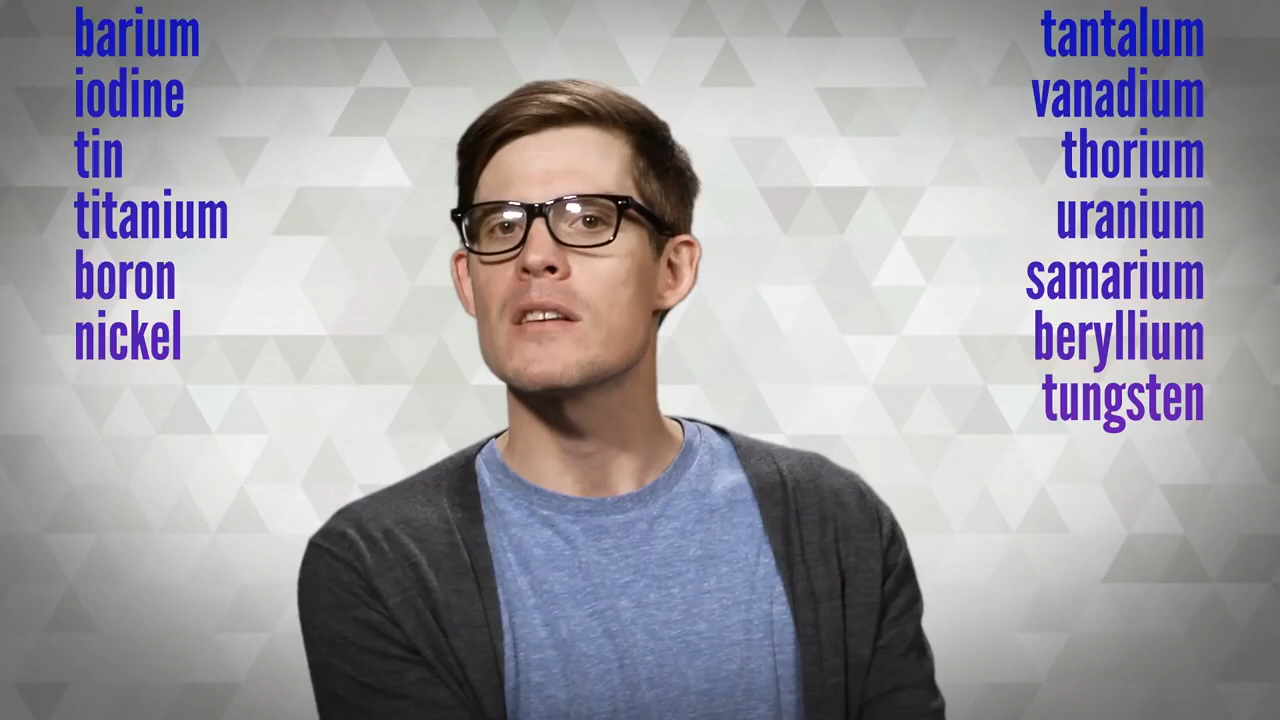 barium
iodine
tin
titanium
boron
nickel
tantalum
vanadium
thorium
uranium
samarium
beryllium
tungsten